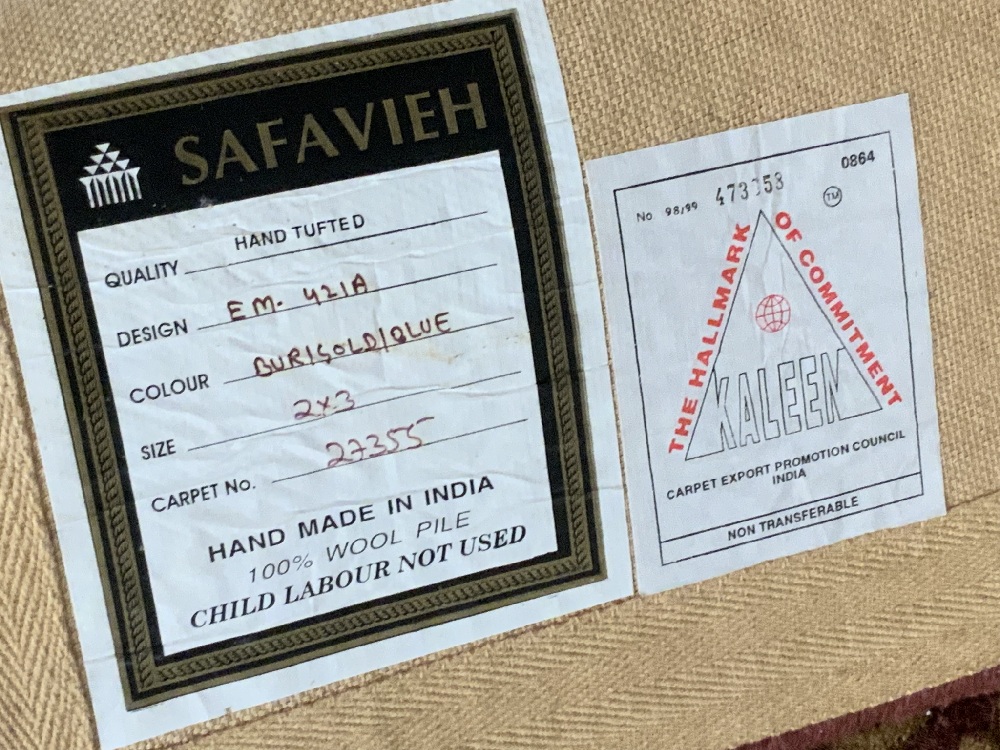 SAFAVIEH
QUALITY HAND TUFTED
DESIGN EM- 421A
COLOUR BUR/GOLD/BLUE
SIZE 2x3
CARPET No. 27355
HAND MADE IN INDIA
100% WOOL PILE
CHILD LABOUR NOT USED
0864
No 98/99
TM
THE HALLMARK OF COMMITMENT
KALEEN
CARPET EXPORT PROMOTION COUNCIL
INDIA
NON TRANSFERABLE